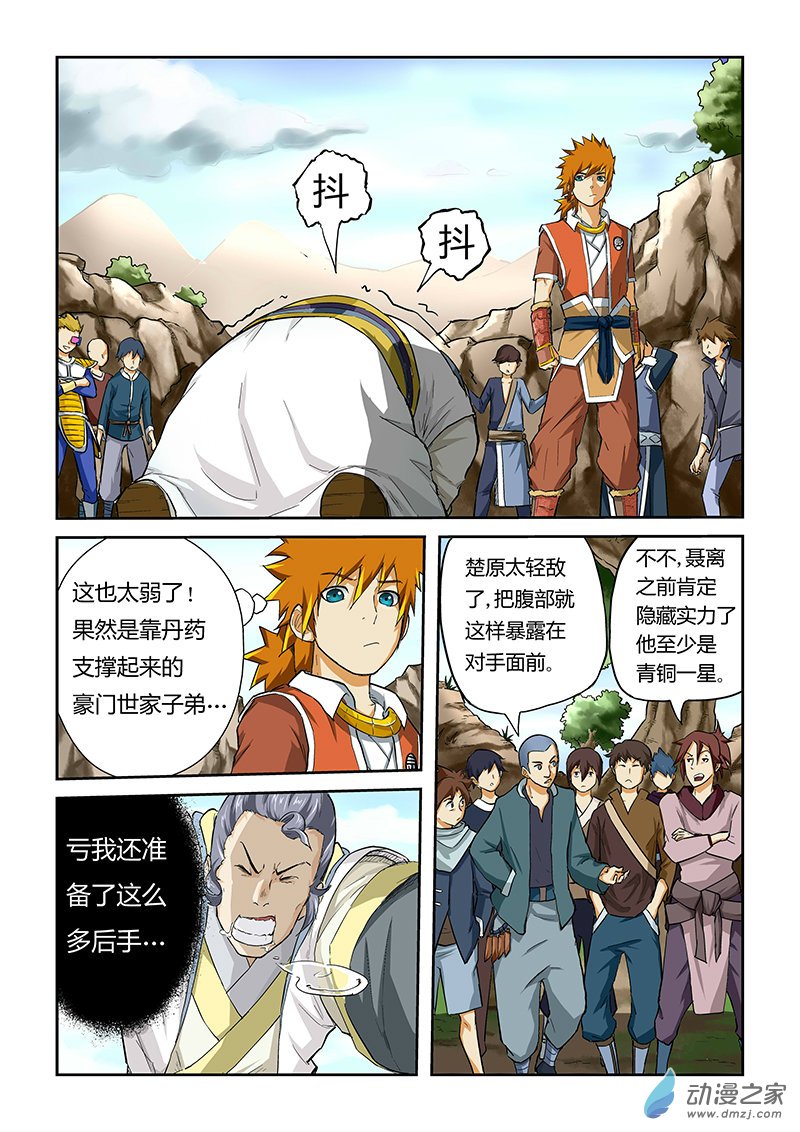 抖
抖
这也太弱了！
果然是靠丹药
支撑起来的
豪门世家子弟…
楚原太轻敌
了,把腹部就
这样暴露在
对手面前。
不不,聂离
之前肯定
隐藏实力了
他至少是
青铜一星。
亏我还准
备了这么
多后手…
动漫之家
www.dmzj.com